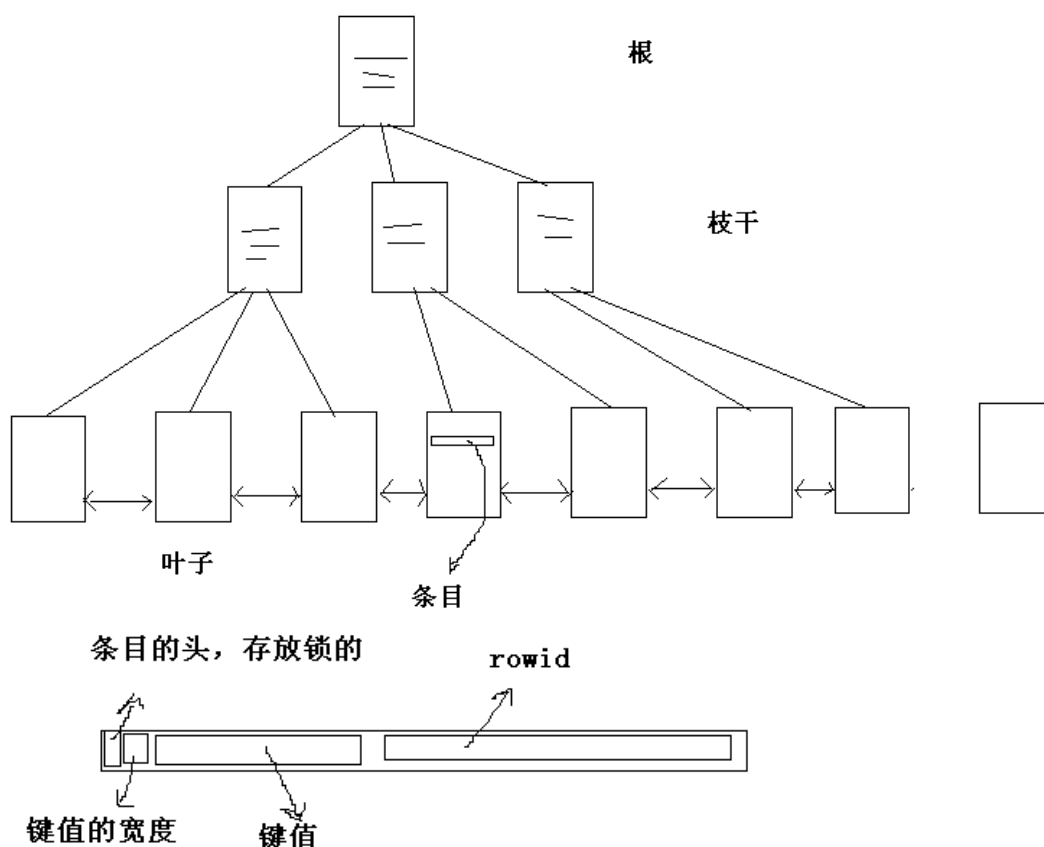 根
枝干
叶子
条目
条目的头，存放锁的
rowid
键值的宽度
键值